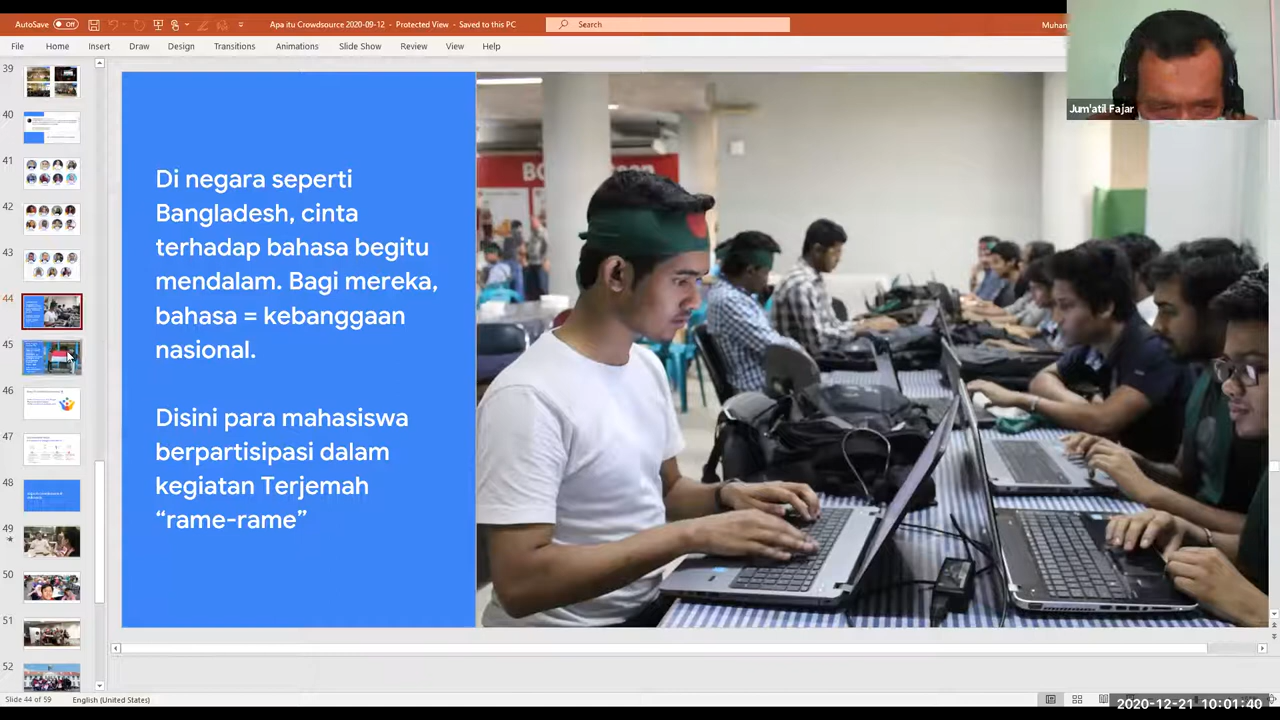 AutoSave
Off
Apa itu Crowdsource 2020-09-12 - Protected View - Saved to this PC
Search
File
Home
Insert
Draw
Design
Transitions
Animations
Slide Show
Review
View
Help
Jum'atil Fajar
39
40
41
42
43
44
45
46
47
48
49
50
51
52
Di negara seperti
Bangladesh, cinta
terhadap bahasa begitu
mendalam. Bagi mereka,
bahasa = kebanggaan
nasional.
Disini para mahasiswa
berpartisipasi dalam
kegiatan Terjemah
“rame-rame”
Slide 44 of 59
English (United States)
2020-12-21 10:01:40